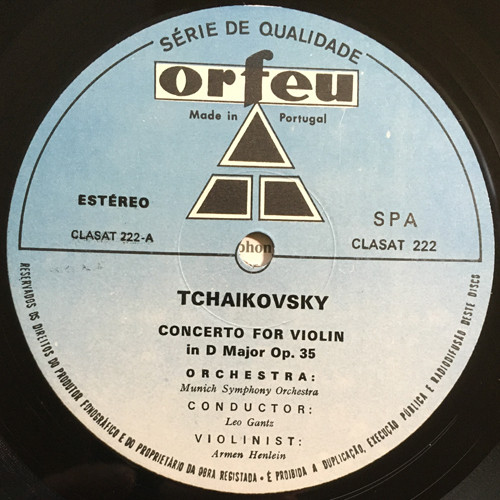 SÉRIE DE QUALIDADE
orfeu
Made in Portugal
ESTÉREO
SPA
CLASAT 222-A
CLASAT 222
phon
TCHAIKOVSKY
CONCERTO FOR VIOLIN
in D Major Op. 35
ORCHESTRA:
Munich Symphony Orchestra
CONDUCTOR:
Leo Gantz
VIOLINIST:
Armen Henlein
RESERVADOS OS DIREITOS DO PRODUTOR FONOGRÁFICO E DO PROPRIETÁRIO DA OBRA REGISTADA - É PROIBIDA A DUPLICAÇÃO, EXECUÇÃO PÚBLICA E RADIODIFUSÃO DESTE DISCO